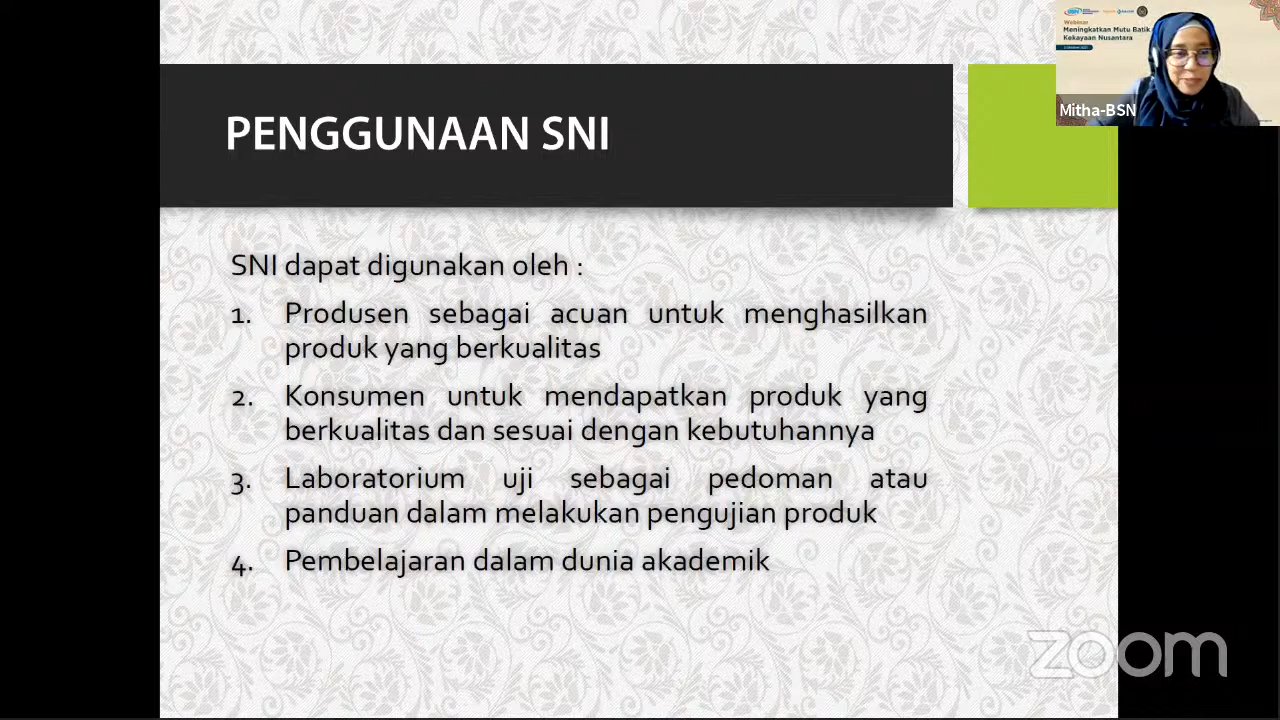 PENGGUNAAN SNI
SNI dapat digunakan oleh :
1. Produsen sebagai acuan untuk menghasilkan
produk yang berkualitas
2. Konsumen untuk mendapatkan produk yang
berkualitas dan sesuai dengan kebutuhannya
3. Laboratorium uji sebagai pedoman atau
panduan dalam melakukan pengujian produk
4. Pembelajaran dalam dunia akademik
Webinar
Meningkatkan Mutu Batik
Kekayaan Nusantara
Mitha-BSN
zoom